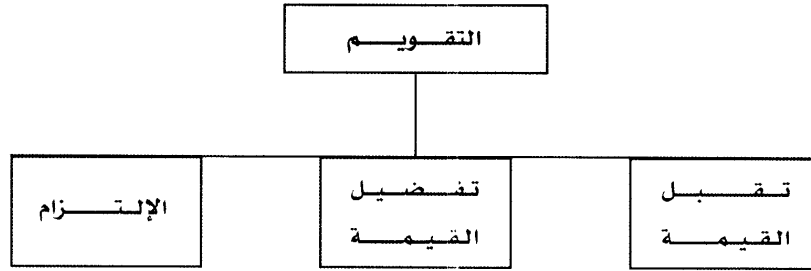 التقويم
تقبل
القيمة
تفضيل
القيمة
الإلتزام